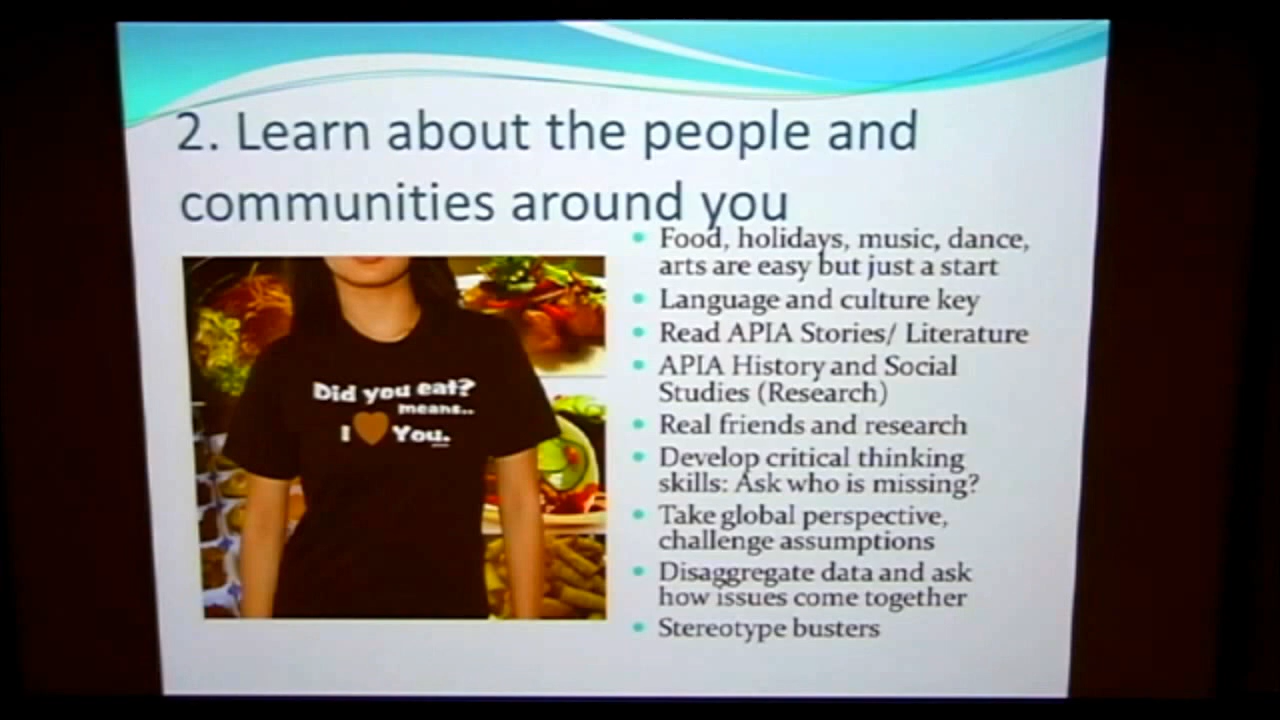 2. Learn about the people and
communities around you
Did you eat?
means..
I You.
• Food, holidays, music, dance,
arts are easy but just a start
• Language and culture key
• Read APIA Stories/ Literature
• APIA History and Social
Studies (Research)
• Real friends and research
• Develop critical thinking
skills: Ask who is missing?
• Take global perspective,
challenge assumptions
• Disaggregate data and ask
how issues come together
• Stereotype busters